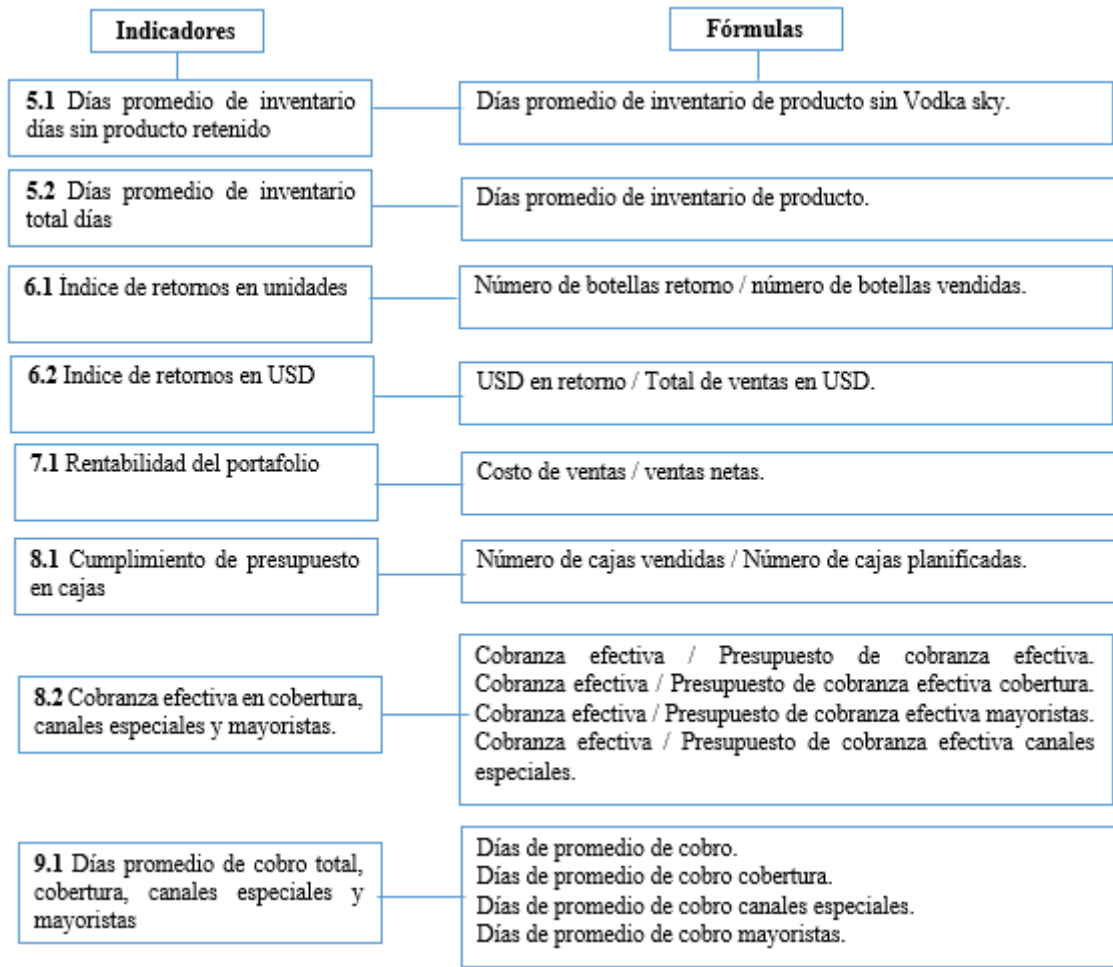 Indicadores
Fórmulas
5.1 Días promedio de inventario
días sin producto retenido
Días promedio de inventario de producto sin Vodka sky.
5.2 Días promedio de inventario
total días
Días promedio de inventario de producto.
6.1 Índice de retornos en unidades
Número de botellas retorno / número de botellas vendidas.
6.2 Indice de retornos en USD
USD en retorno / Total de ventas en USD.
7.1 Rentabilidad del portafolio
Costo de ventas / ventas netas.
8.1 Cumplimiento de presupuesto
en cajas
Número de cajas vendidas / Número de cajas planificadas.
8.2 Cobranza efectiva en cobertura,
canales especiales y mayoristas.
Cobranza efectiva / Presupuesto de cobranza efectiva.
Cobranza efectiva / Presupuesto de cobranza efectiva cobertura.
Cobranza efectiva / Presupuesto de cobranza efectiva mayoristas.
Cobranza efectiva / Presupuesto de cobranza efectiva canales
especiales.
9.1 Días promedio de cobro total,
cobertura, canales especiales y
mayoristas
Días de promedio de cobro.
Días de promedio de cobro cobertura.
Días de promedio de cobro canales especiales.
Días de promedio de cobro mayoristas.